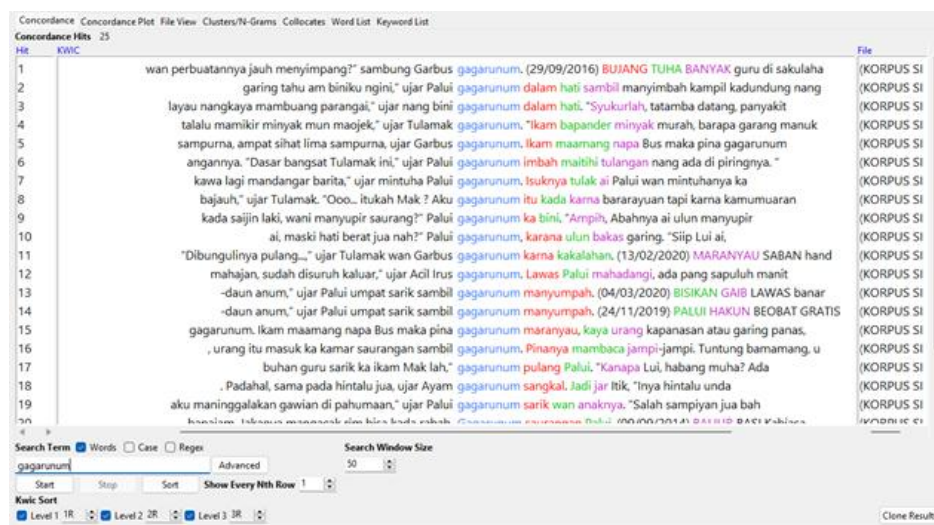 Concordance Concordance Plot File View Clusters/N-Grams Collocates Word List Keyword List
Concordance Hits 25
Hit KWIC File
1 wan perbuatannya jauh menyimpang?" sambung Garbus gagarunum. (29/09/2016) BUJANG TUHA BANYAK guru di sakulaha (KORPUS SI
2 garing tahu am biniku ngini," ujar Palui gagarunum dalam hati sambil manyimbah kampil kadundung nang (KORPUS SI
3 layau nangkaya mambuang parangai," ujar nang bini gagarunum dalam hati. "Syukurlah, tatamba datang, panyakit (KORPUS SI
4 talalu mamikir minyak mun maojek," ujar Tulamak gagarunum. "Ikam bapander minyak murah, barapa garang manuk (KORPUS SI
5 sampurna, ampat sihat lima sampurna, ujar Garbus gagarunum. Ikam maamang napa Bus maka pina gagarunum (KORPUS SI
6 angannya. "Dasar bangsat Tulamak ini," ujar Palui gagarunum imbah maitihi tulangan nang ada di piringnya. " (KORPUS SI
7 kawa lagi mandangar barita," ujar mintuha Palui gagarunum. Isuknya tulak ai Palui wan mintuhanya ka (KORPUS SI
8 bajauh," ujar Tulamak. "Ooo... itukah Mak ? Aku gagarunum itu kada karna bararayuan tapi karna kamumuaran (KORPUS SI
9 kada saijin laki, wani manyupir saurang?" Palui gagarunum ka bini. "Ampih, Abahnya ai ulun manyupir (KORPUS SI
10 ai, maski hati berat jua nah?" Palui gagarunum, karana ulun bakas garing. "Siip Lui ai, (KORPUS SI
11 "Dibungulinya pulang...," ujar Tulamak wan Garbus gagarunum karna kakalahan. (13/02/2020) MARANYAU SABAN hand (KORPUS SI
12 mahajan, sudah disuruh kaluar," ujar Acil Irus gagarunum. Lawas Palui mahadangi, ada pang sapuluh manit (KORPUS SI
13 -daun anum," ujar Palui umpat sarik sambil gagarunum manyumpah. (04/03/2020) BISIKAN GAIB LAWAS banar (KORPUS SI
14 -daun anum," ujar Palui umpat sarik sambil gagarunum manyumpah. (24/11/2019) PALUI HAKUN BEOBAT GRATIS (KORPUS SI
15 gagarunum. Ikam maamang napa Bus maka pina gagarunum maranyau, kaya urang kapanasan atau garing panas, (KORPUS SI
16 , urang itu masuk ka kamar saurangan sambil gagarunum. Pinanya mambaca jampi-jampi. Tuntung bamamang, u (KORPUS SI
17 buhan guru sarik ka ikam Mak lah," gagarunum pulang Palui. "Kanapa Lui, habang muha? Ada (KORPUS SI
18 . Padahal, sama pada hintalu jua, ujar Ayam gagarunum sangkal. Jadi jar Itik, "Inya hintalu unda (KORPUS SI
19 aku maninggalakan gawian di pahumaan," ujar Palui gagarunum sarik wan anaknya. "Salah sampiyan jua bah (KORPUS SI
Search Term Words Case Regex Search Window Size
gagarunum Advanced 50
Start Stop Sort Show Every Nth Row 1
Kwic Sort
Level 1 1R Level 2 2R Level 3 3R Clone Result